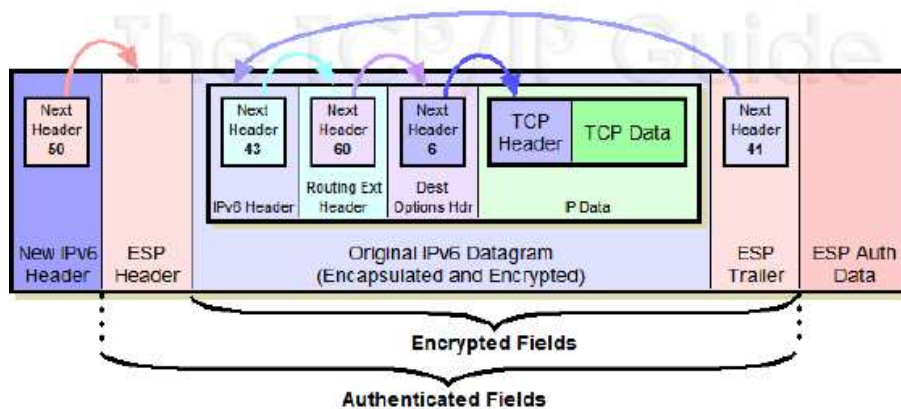 The TCP/IP Guide
Next Header 50
Next Header 43
Next Header 60
Next Header 6
TCP Header
TCP Data
Next Header 41
IPv6 Header
Routing Ext Header
Dest Options Hdr
IP Data
New IPv6 Header
ESP Header
Original IPv6 Datagram
(Encapsulated and Encrypted)
ESP Trailer
ESP Auth Data
Encrypted Fields
Authenticated Fields